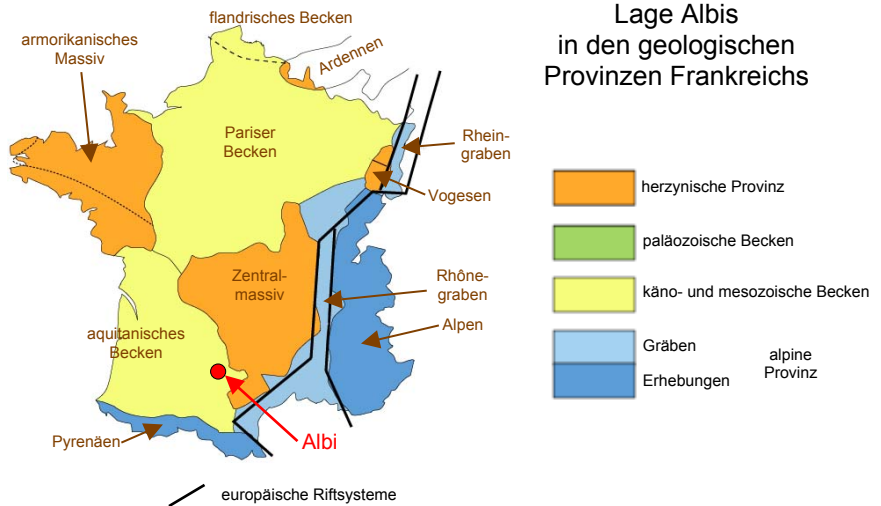 Lage Albis
in den geologischen
Provinzen Frankreichs
flandrisches Becken
armorikanisches
Massiv
Ardennen
Pariser
Becken
Rhein-
graben
Vogesen
Zentral-
massiv
Rhône-
graben
Alpen
aquitanisches
Becken
Pyrenäen
Albi
europäische Riftsysteme
herzynische Provinz
paläozoische Becken
käno- und mesozoische Becken
Gräben
Erhebungen
alpine
Provinz